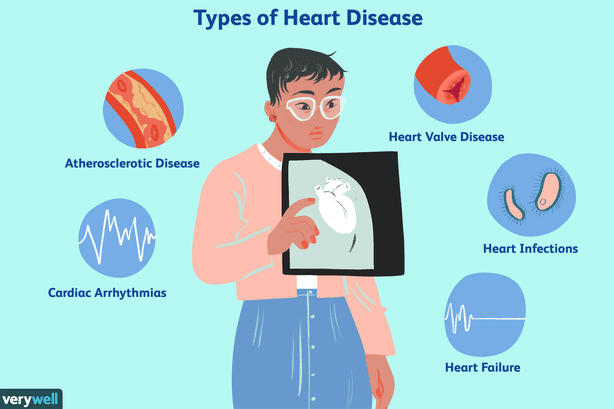 Types of Heart Disease
Atherosclerotic Disease
Heart Valve Disease
Cardiac Arrhythmias
Heart Infections
Heart Failure
verywell